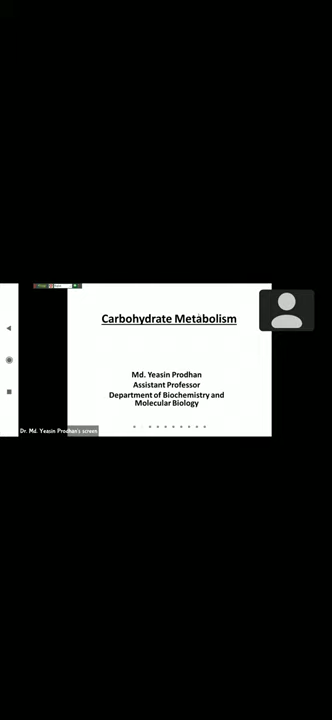 Carbohydrate Metabolism
Md. Yeasin Prodhan
Assistant Professor
Department of Biochemistry and
Molecular Biology
Dr. Md. Yeasin Prodhan's screen